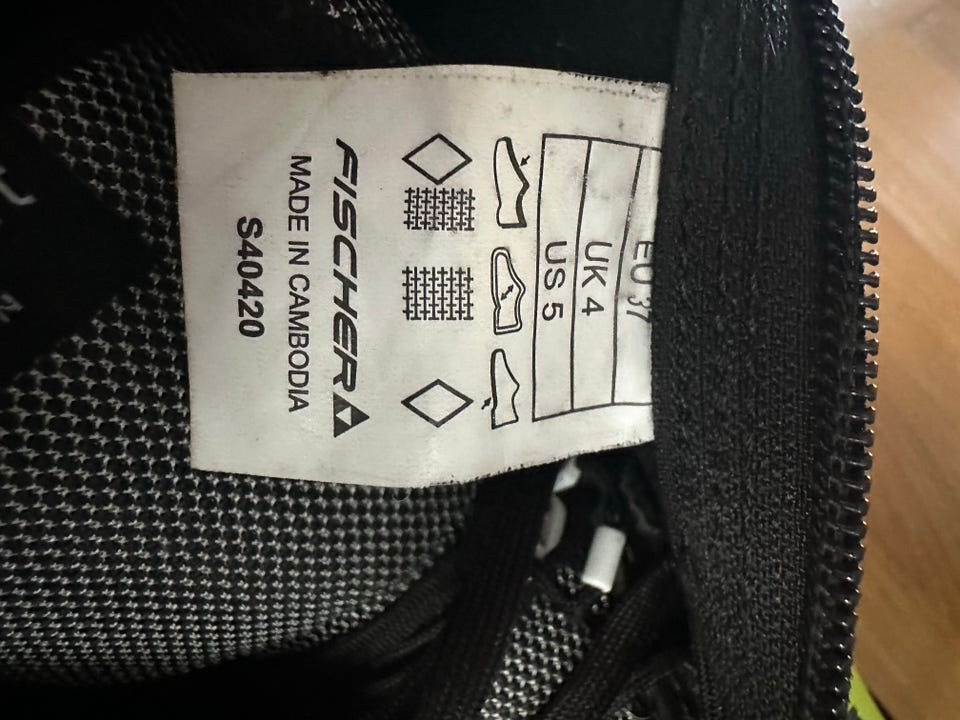 EU 37
UK 4
US 5
FISCHER
MADE IN CAMBODIA
S40420